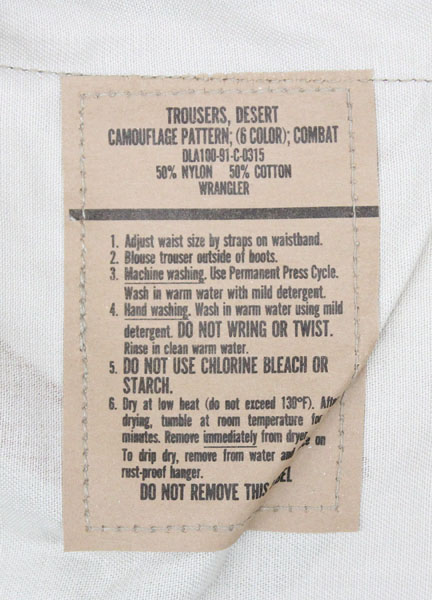 TROUSERS, DESERT
CAMOUFLAGE PATTERN; (6 COLOR); COMBAT
DLA100-91-C-0315
50% NYLON 50% COTTON
WRANGLER
1. Adjust waist size by straps on waistband.
2. Blouse trouser outside of boots.
3. Machine washing. Use Permanent Press Cycle.
Wash in warm water with mild detergent.
4. Hand washing. Wash in warm water using mild
detergent. DO NOT WRING OR TWIST.
Rinse in clean warm water.
5. DO NOT USE CHLORINE BLEACH OR
STARCH.
6. Dry at low heat (do not exceed 130°F). After
drying, tumble at room temperature for
minutes. Remove immediately from dryer on
To drip dry, remove from water and on
rust-proof hanger.
DO NOT REMOVE THIS